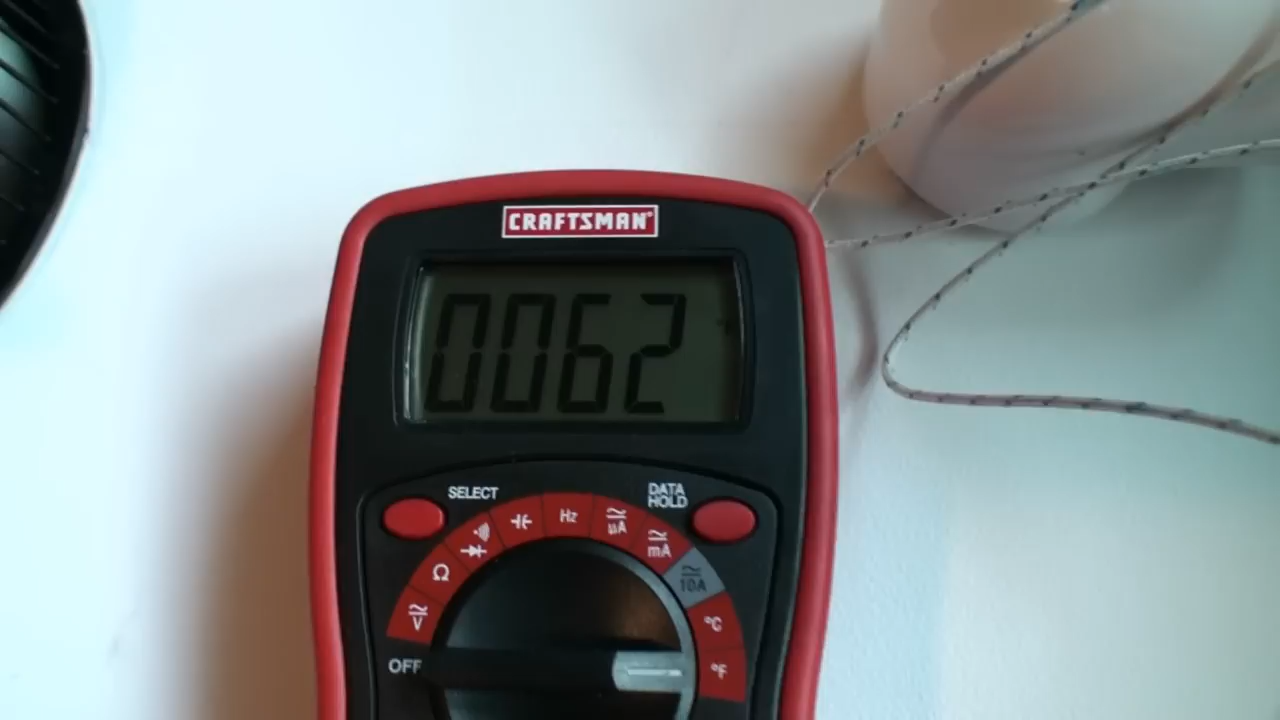 CRAFTSMAN®
0062
SELECT
DATA
HOLD
Hz
μA
mA
Ω
10A
V
°C
OFF
°F